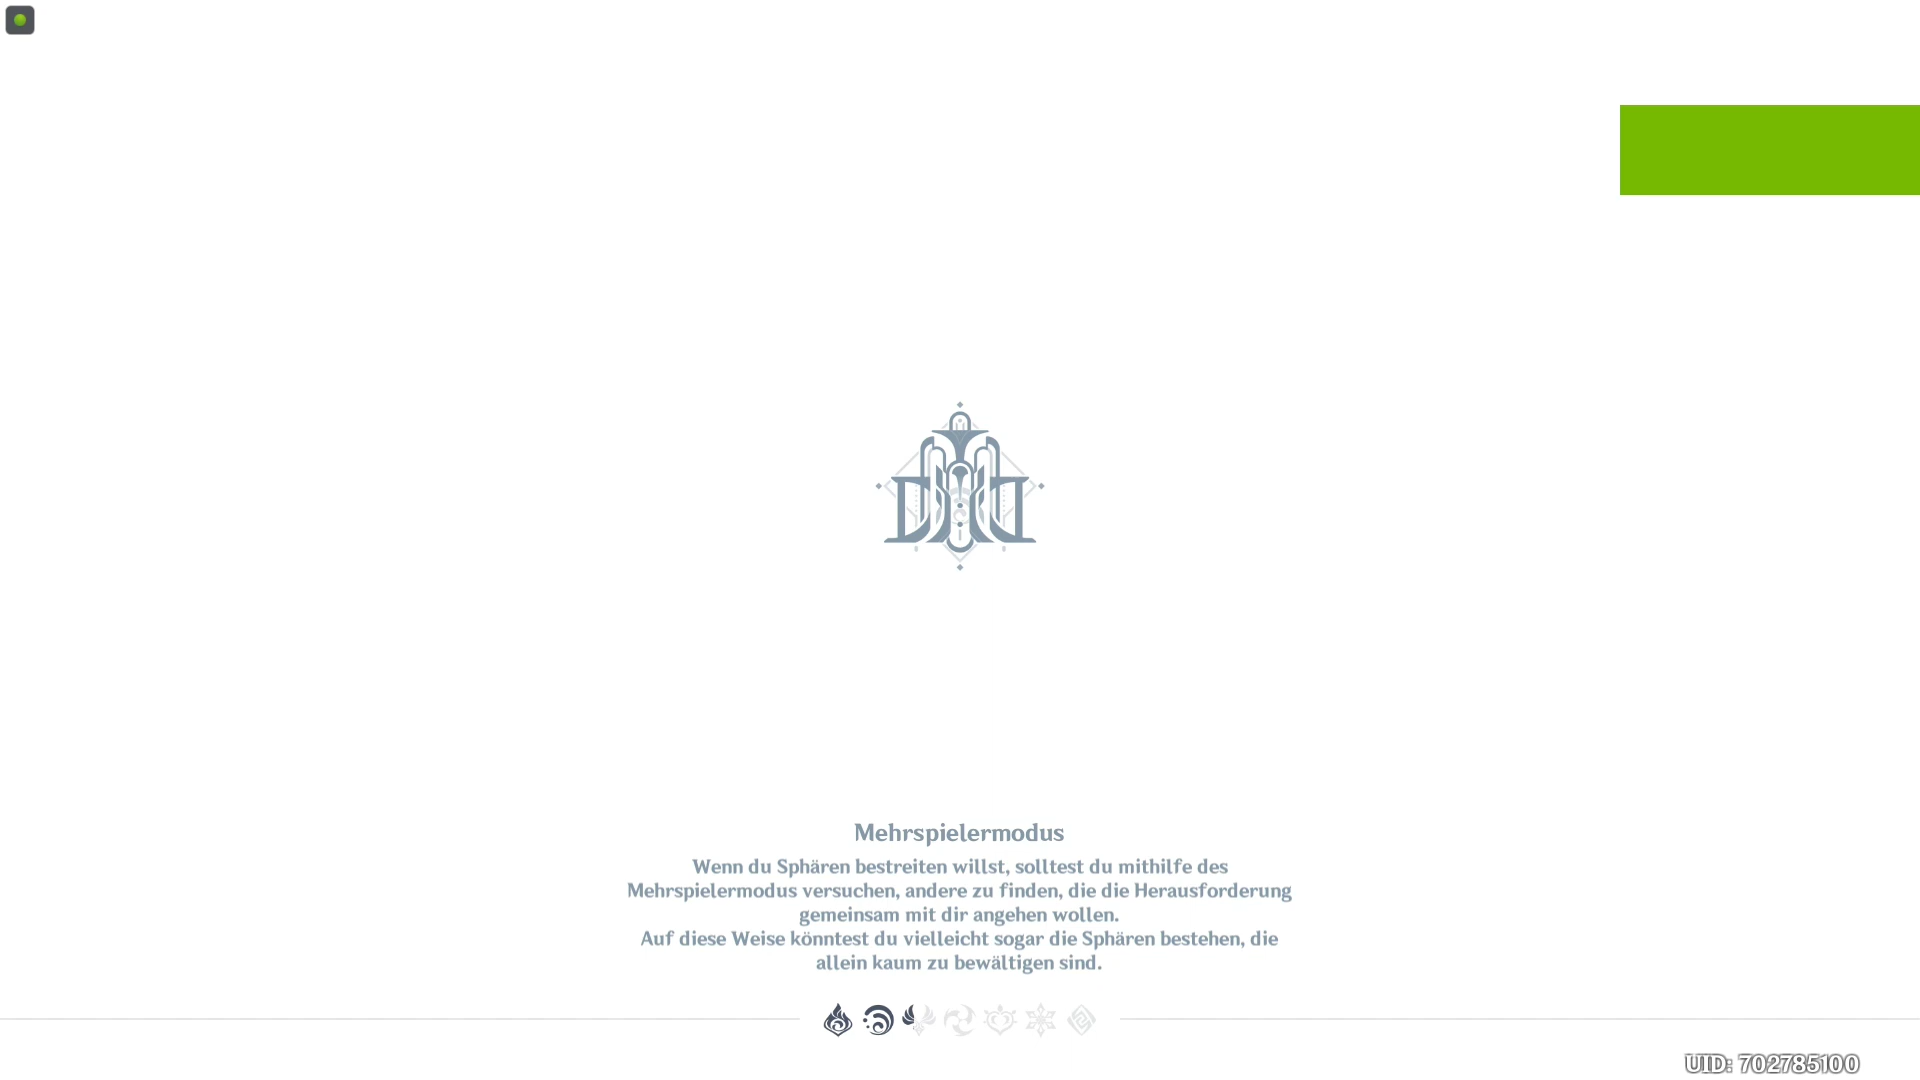 Mehrspielermodus
Wenn du Sphären bestreiten willst, solltest du mithilfe des
Mehrspielermodus versuchen, andere zu finden, die die Herausforderung
gemeinsam mit dir angehen wollen.
Auf diese Weise könntest du vielleicht sogar die Sphären bestehen, die
allein kaum zu bewältigen sind.
UID: 702785100